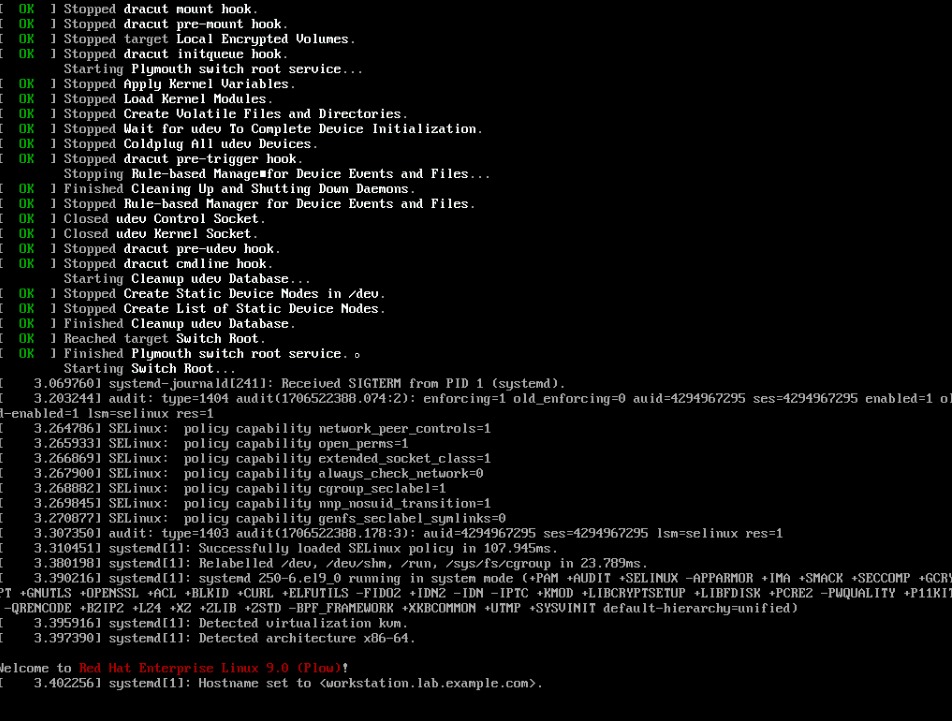 [  OK  ] Stopped dracut mount hook.
[  OK  ] Stopped dracut pre-mount hook.
[  OK  ] Stopped target Local Encrypted Volumes.
[  OK  ] Stopped dracut initqueue hook.
Starting Plymouth switch root service...
[  OK  ] Stopped Apply Kernel Variables.
[  OK  ] Stopped Load Kernel Modules.
[  OK  ] Stopped Create Volatile Files and Directories.
[  OK  ] Stopped Wait for udev To Complete Device Initialization.
[  OK  ] Stopped Coldplug All udev Devices.
[  OK  ] Stopped dracut pre-trigger hook.
Stopping Rule-based Manage■for Device Events and Files...
[  OK  ] Finished Cleaning Up and Shutting Down Daemons.
[  OK  ] Stopped Rule-based Manager for Device Events and Files.
[  OK  ] Closed udev Control Socket.
[  OK  ] Closed udev Kernel Socket.
[  OK  ] Stopped dracut pre-udev hook.
[  OK  ] Stopped dracut cmdline hook.
Starting Cleanup udev Database...
[  OK  ] Stopped Create Static Device Nodes in /dev.
[  OK  ] Stopped Create List of Static Device Nodes.
[  OK  ] Finished Cleanup udev Database.
[  OK  ] Reached target Switch Root.
[  OK  ] Finished Plymouth switch root service.
Starting Switch Root...
[    3.069760] systemd-journald[241]: Received SIGTERM from PID 1 (systemd).
[    3.203244] audit: type=1404 audit(1706522388.074:2): enforcing=1 old_enforcing=0 auid=4294967295 ses=4294967295 enabled=1 ol
d-enabled=1 lsm=selinux res=1
[    3.264786] SELinux:  policy capability network_peer_controls=1
[    3.265933] SELinux:  policy capability open_perms=1
[    3.266869] SELinux:  policy capability extended_socket_class=1
[    3.267900] SELinux:  policy capability always_check_network=0
[    3.268882] SELinux:  policy capability cgroup_seclabel=1
[    3.269845] SELinux:  policy capability nnp_nosuid_transition=1
[    3.270877] SELinux:  policy capability genfs_seclabel_symlinks=0
[    3.307350] audit: type=1403 audit(1706522388.178:3): auid=4294967295 ses=4294967295 lsm=selinux res=1
[    3.310451] systemd[1]: Successfully loaded SELinux policy in 107.945ms.
[    3.380198] systemd[1]: Relabelled /dev, /dev/shm, /run, /sys/fs/cgroup in 23.789ms.
[    3.390216] systemd[1]: systemd 250-6.el9_0 running in system mode (+PAM +AUDIT +SELINUX -APPARMOR +IMA +SMACK +SECCOMP +GCRY
PT +GNUTLS +OPENSSL +ACL +BLKID +CURL +ELFUTILS -FIDO2 +IDN2 -IDN -IPTC +KMOD +LIBCRYPTSETUP +LIBFDISK +PCRE2 -PWQUALITY +P11KIT
-QRENCODE +BZIP2 +LZ4 +XZ +ZLIB +ZSTD -BPF_FRAMEWORK +XKBCOMMON +UTMP +SYSVINIT default-hierarchy=unified)
[    3.395916] systemd[1]: Detected virtualization kvm.
[    3.397390] systemd[1]: Detected architecture x86-64.
Welcome to Red Hat Enterprise Linux 9.0 (Plow)!
[    3.402256] systemd[1]: Hostname set to <workstation.lab.example.com>.